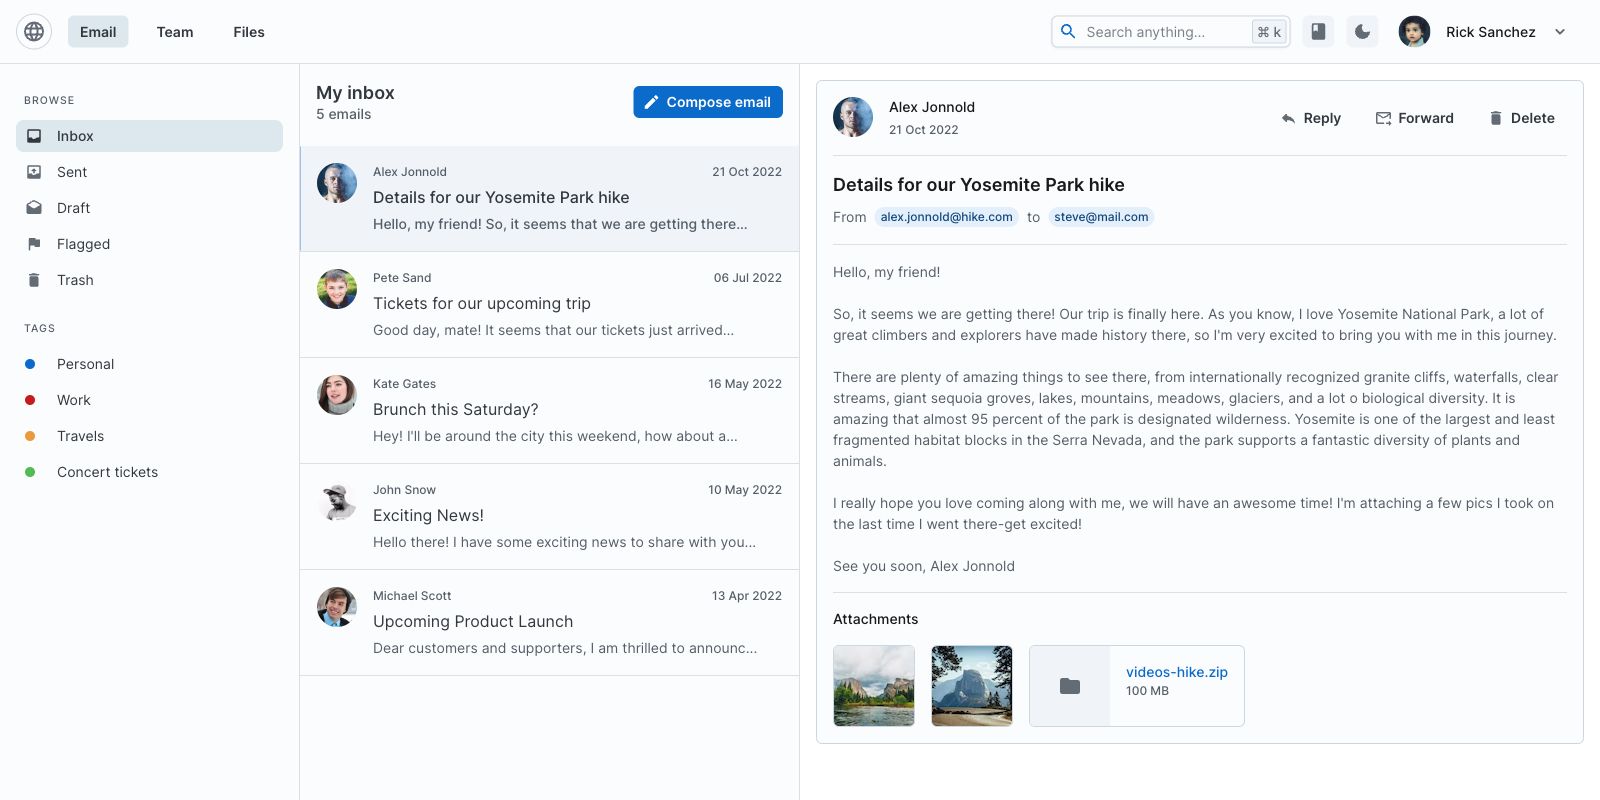 Email
Team
Files
Search anything...
⌘ k
Rick Sanchez
BROWSE
Inbox
Sent
Draft
Flagged
Trash
TAGS
Personal
Work
Travels
Concert tickets
My inbox
5 emails
Compose email
Alex Jonnold
21 Oct 2022
Details for our Yosemite Park hike
Hello, my friend! So, it seems that we are getting there...
Pete Sand
06 Jul 2022
Tickets for our upcoming trip
Good day, mate! It seems that our tickets just arrived...
Kate Gates
16 May 2022
Brunch this Saturday?
Hey! I'll be around the city this weekend, how about a...
John Snow
10 May 2022
Exciting News!
Hello there! I have some exciting news to share with you...
Michael Scott
13 Apr 2022
Upcoming Product Launch
Dear customers and supporters, I am thrilled to announc...
Alex Jonnold
21 Oct 2022
Reply
Forward
Delete
Details for our Yosemite Park hike
From alex.jonnold@hike.com to steve@mail.com
Hello, my friend!
So, it seems we are getting there! Our trip is finally here. As you know, I love Yosemite National Park, a lot of
great climbers and explorers have made history there, so I'm very excited to bring you with me in this journey.
There are plenty of amazing things to see there, from internationally recognized granite cliffs, waterfalls, clear
streams, giant sequoia groves, lakes, mountains, meadows, glaciers, and a lot o biological diversity. It is
amazing that almost 95 percent of the park is designated wilderness. Yosemite is one of the largest and least
fragmented habitat blocks in the Serra Nevada, and the park supports a fantastic diversity of plants and
animals.
I really hope you love coming along with me, we will have an awesome time! I'm attaching a few pics I took on
the last time I went there-get excited!
See you soon, Alex Jonnold
Attachments
videos-hike.zip
100 MB